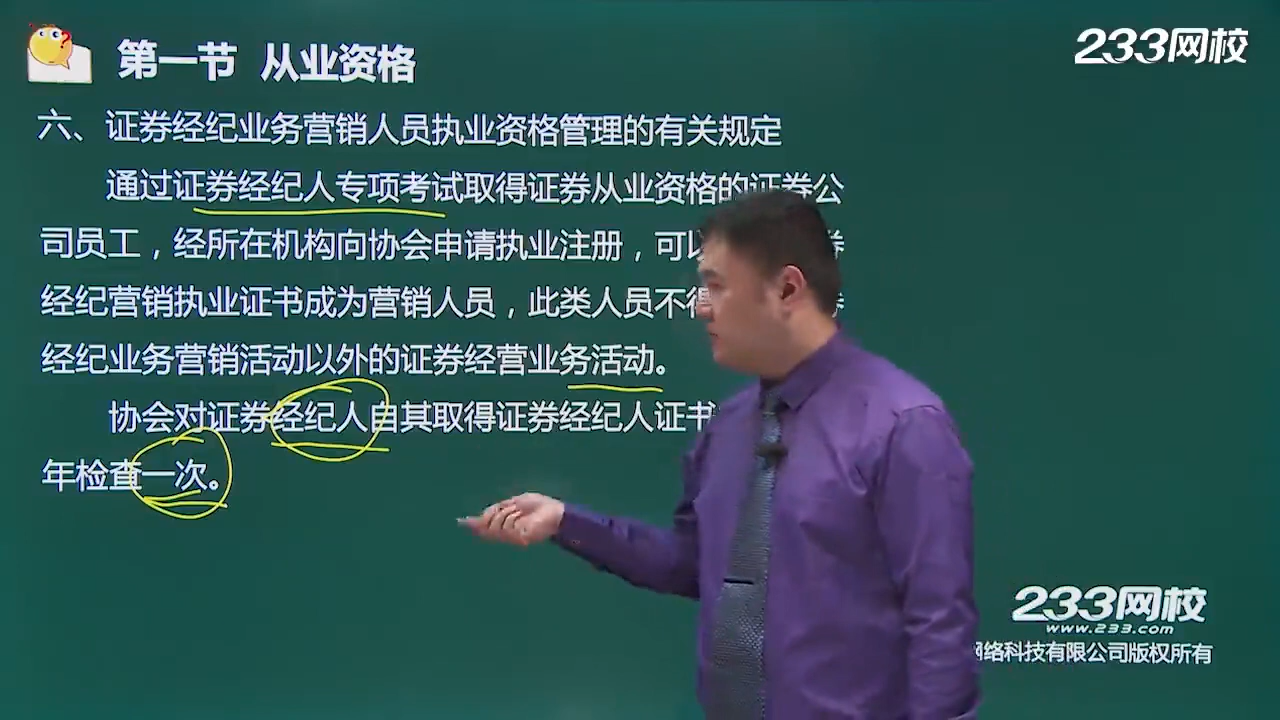 第一节 从业资格
233网校
六、证券经纪业务营销人员执业资格管理的有关规定
通过证券经纪人专项考试取得证券从业资格的证券公
司员工，经所在机构向协会申请执业注册，可以
经纪营销执业证书成为营销人员，此类人员不得
经纪业务营销活动以外的证券经营业务活动。
协会对证券经纪人自其取得证券经纪人证书
年检查一次。
233网校
www.233.com
网络科技有限公司版权所有